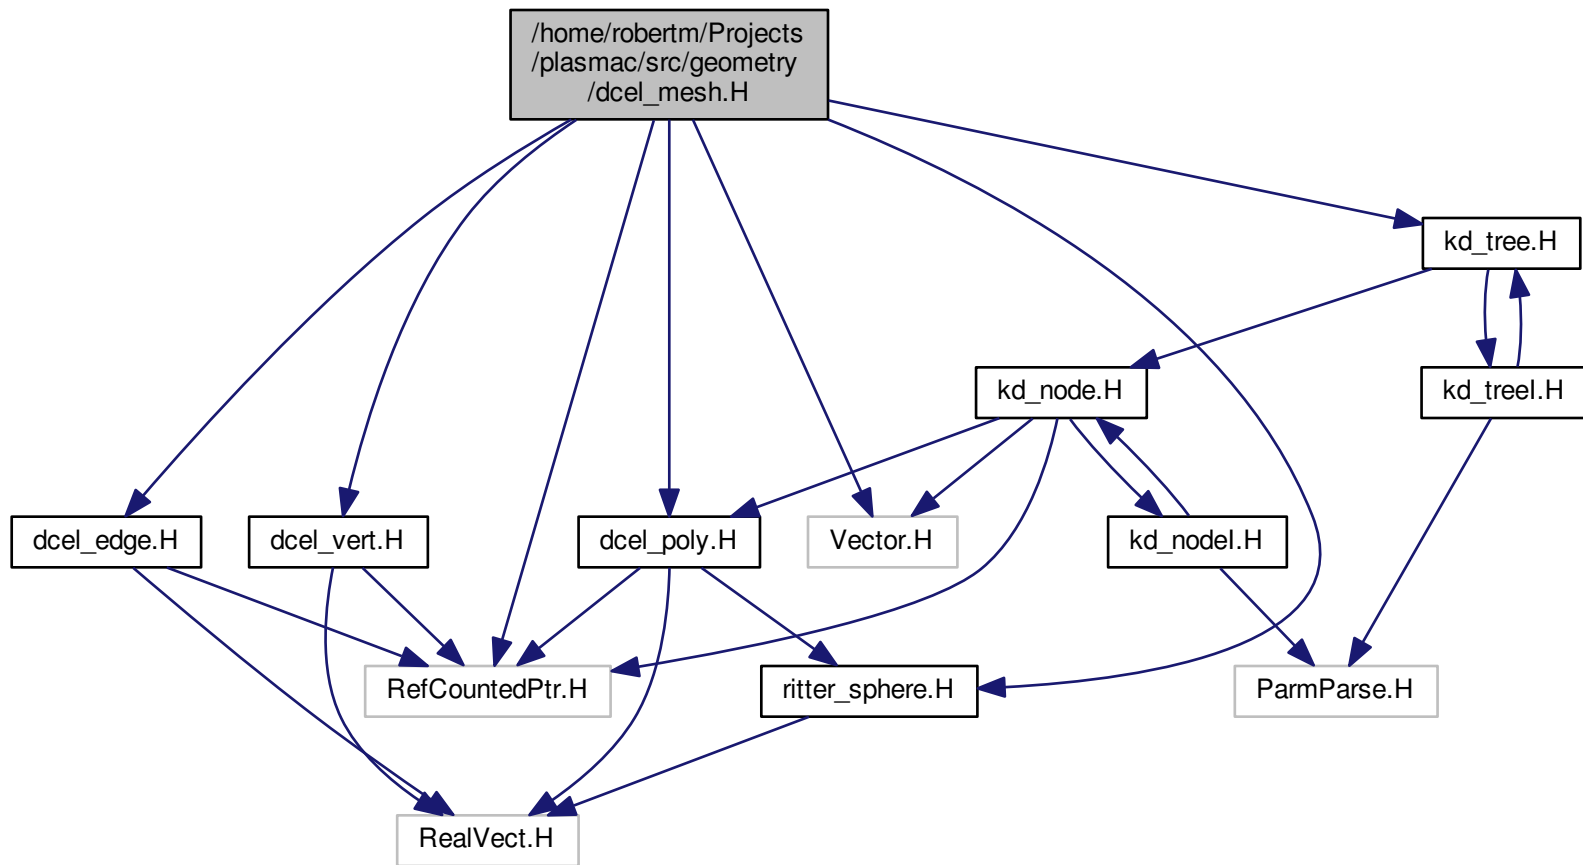 /home/robertm/Projects
/plasmac/src/geometry
/dcel_mesh.H
kd_tree.H
kd_node.H
kd_treeI.H
dcel_edge.H
dcel_vert.H
dcel_poly.H
Vector.H
kd_nodeI.H
RefCountedPtr.H
ritter_sphere.H
ParmParse.H
RealVect.H